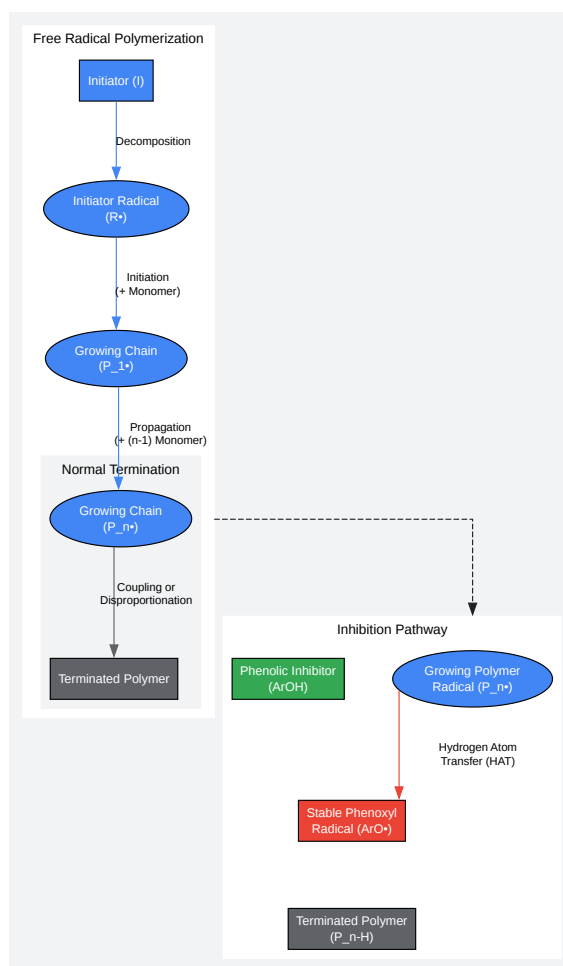 Free Radical Polymerization
Initiator (I)
Decomposition
Initiator Radical
(R•)
Initiation
(+ Monomer)
Growing Chain
(P_1•)
Propagation
(+ (n-1) Monomer)
Normal Termination
Growing Chain
(P_n•)
Coupling or
Disproportionation
Terminated Polymer
Inhibition Pathway
Phenolic Inhibitor
(ArOH)
Growing Polymer
Radical (P_n•)
Hydrogen Atom
Transfer (HAT)
Stable Phenoxyl
Radical (ArO•)
Terminated Polymer
(P_n-H)